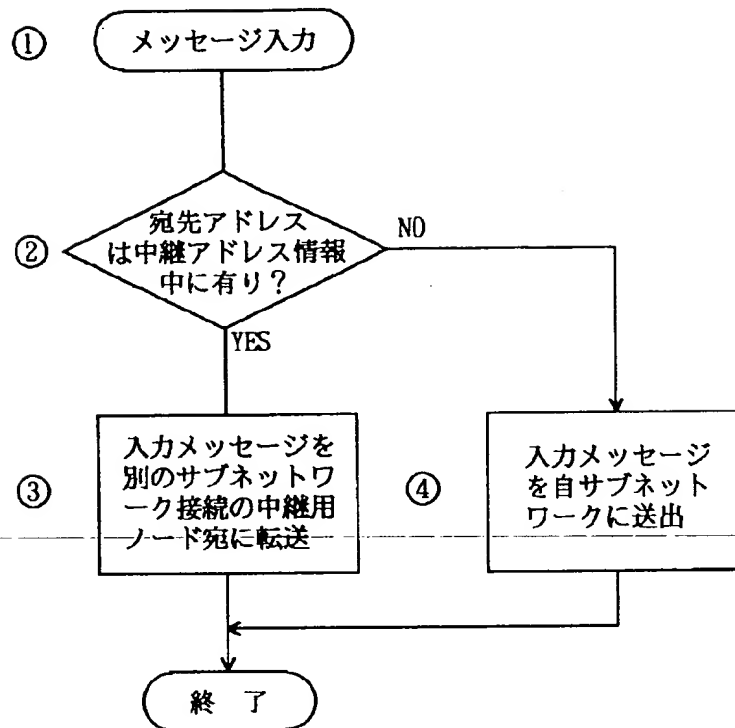 ① メッセージ入力
②
宛先アドレス
は中継アドレス情報
中に有り？
NO
YES
③
入力メッセージを
別のサブネットワ
ーク接続の中継用
ノード宛に転送
④
入力メッセージ
を自サブネット
ワークに送出
終 了